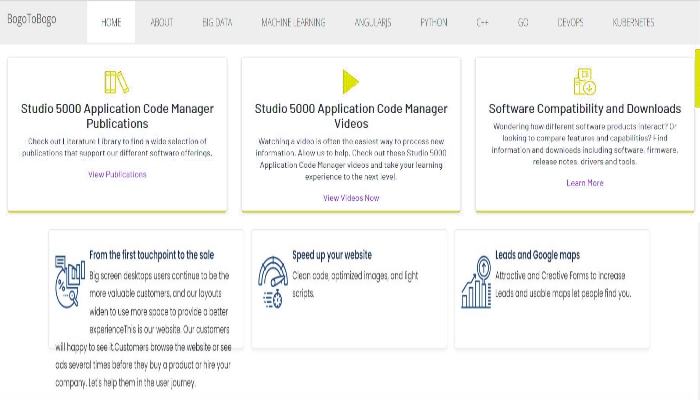 BogoToBogo HOME ABOUT BIG DATA MACHINE LEARNING ANGULARJS PYTHON C++ GO DEVOPS KUBERNETES
Studio 5000 Application Code Manager
Publications
Check out Literature Library to find a wide selection of
publications that support our different software offerings.
View Publications
Studio 5000 Application Code Manager
Videos
Watching a video is often the easiest way to process new
information. Allow us to help. Check out these Studio 5000
Application Code Manager videos and take your learning
experience to the next level.
View Videos Now
Software Compatibility and Downloads
Wondering how different software products interact? Or
looking to compare features and capabilities? Find
information and downloads including software, firmware,
release notes, drivers and tools.
Learn More
From the first touchpoint to the sale
Big screen desktops users continue to be the
more valuable customers, and our layouts
widen to use more space to provide a better
experienceThis is our website. Our customers
will happy to see it.Customers browse the website or see
ads several times before they buy a product or hire your
company. Let's help them in the user journey.
Speed up your website
Clean code, optimized images, and light
scripts.
Leads and Google maps
Attractive and Creative Forms to Increase
Leads and usable maps let people find you.